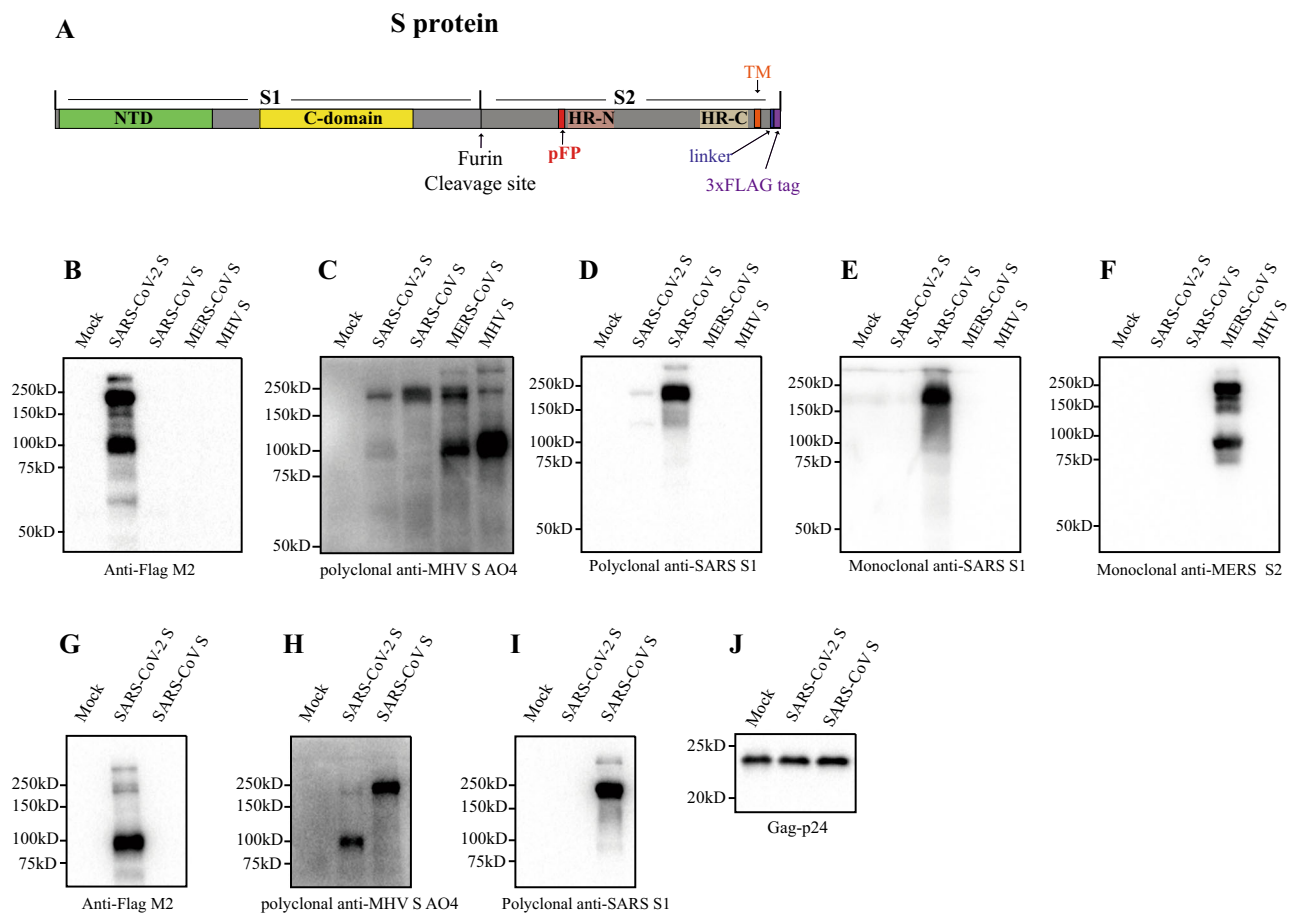 A
S protein
TM
S1
S2
NTD
C-domain
HR-N
HR-C
Furin
Cleavage site
pFP
linker
3xFLAG tag
B
Mock
SARS-CoV-2 S
SARS-CoV S
MERS-CoV S
MHV S
250kD
150kD
100kD
75kD
50kD
Anti-Flag M2
C
Mock
SARS-CoV-2 S
SARS-CoV S
MERS-CoV S
MHV S
250kD
150kD
100kD
75kD
50kD
polyclonal anti-MHV S AO4
D
Mock
SARS-CoV-2 S
SARS-CoV S
MERS-CoV S
MHV S
250kD
150kD
100kD
75kD
50kD
Polyclonal anti-SARS S1
E
Mock
SARS-CoV-2 S
SARS-CoV S
MERS-CoV S
MHV S
250kD
150kD
100kD
75kD
50kD
Monoclonal anti-SARS S1
F
Mock
SARS-CoV-2 S
SARS-CoV S
MERS-CoV S
MHV S
250kD
150kD
100kD
75kD
50kD
Monoclonal anti-MERS S2
G
Mock
SARS-CoV-2 S
SARS-CoV S
250kD
150kD
100kD
75kD
Anti-Flag M2
H
Mock
SARS-CoV-2 S
SARS-CoV S
250kD
150kD
100kD
75kD
polyclonal anti-MHV S AO4
I
Mock
SARS-CoV-2 S
SARS-CoV S
250kD
150kD
100kD
75kD
Polyclonal anti-SARS S1
J
Mock
SARS-CoV-2 S
SARS-CoV S
25kD
20kD
Gag-p24